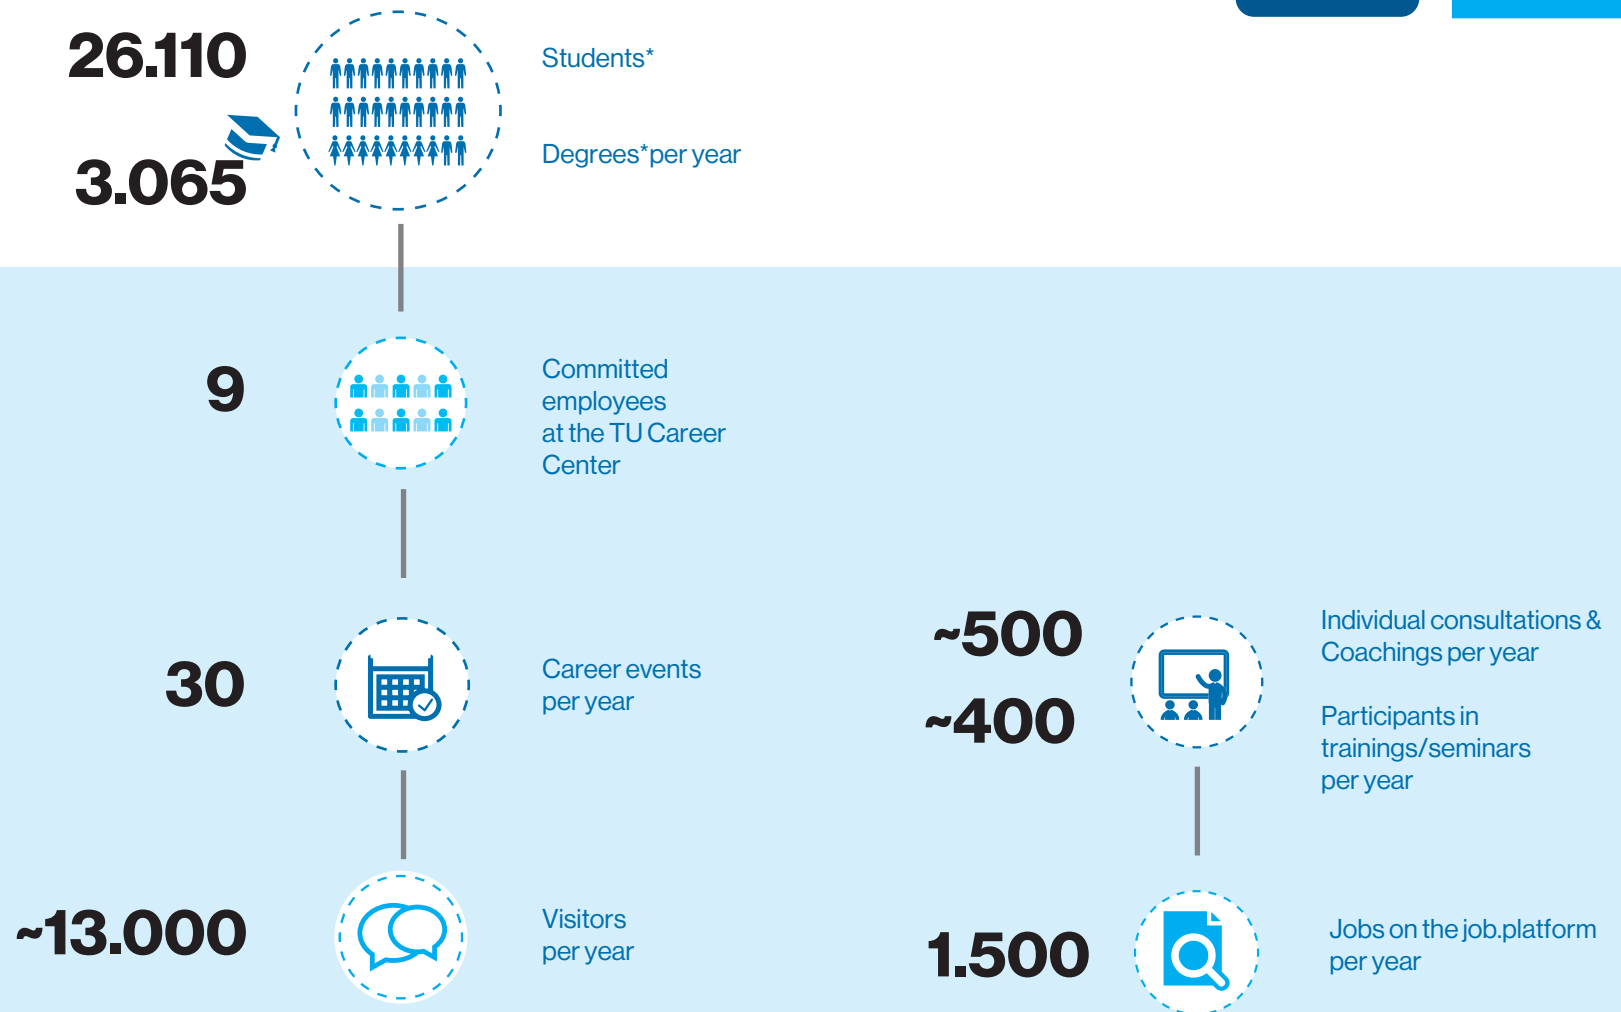 26.110
Students*
3.065
Degrees*per year
9
Committed
employees
at the TU Career
Center
30
Career events
per year
~13.000
Visitors
per year
~500
Individual consultations &
Coachings per year
~400
Participants in
trainings/seminars
per year
1.500
Jobs on the job.platform
per year